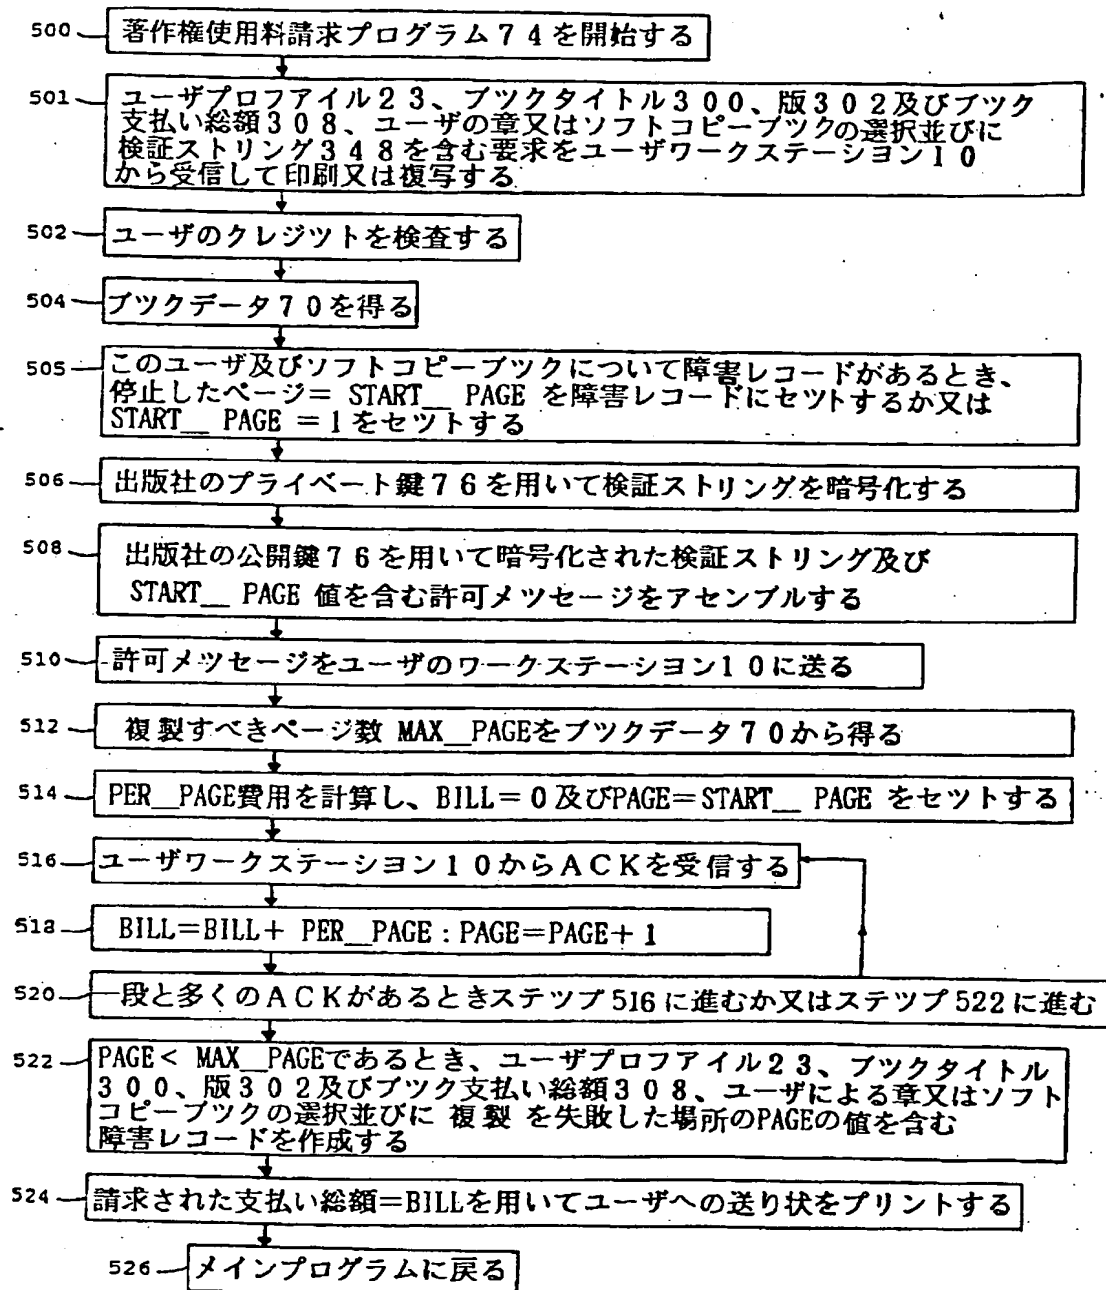 500 著作権使用料請求プログラム74を開始する
501 ユーザプロフアイル23、ブツクタイトル300、版302及びブツク
支払い総額308、ユーザの章又はソフトコピーブツクの選択並びに
検証ストリング348を含む要求をユーザワークステーシヨン10
から受信して印刷又は複写する
502 ユーザのクレジツトを検査する
504 ブツクデータ70を得る
505 このユーザ及びソフトコピーブツクについて障害レコードがあるとき、
停止したページ= START__ PAGE を障害レコードにセツトするか又は
START__ PAGE =1をセツトする
506 出版社のプライベート鍵76を用いて検証ストリングを暗号化する
508 出版社の公開鍵76を用いて暗号化された検証ストリング及び
START__ PAGE 値を含む許可メツセージをアセンブルする
510 許可メツセージをユーザのワークステーシヨン10に送る
512 複製すべきページ数 MAX__PAGEをブツクデータ70から得る
514 PER__PAGE費用を計算し、BILL=0及びPAGE=START__ PAGE をセツトする
516 ユーザワークステーシヨン10からACKを受信する
518 BILL=BILL+ PER__PAGE:PAGE=PAGE+1
520 一段と多くのACKがあるときステツプ516に進むか又はステツプ522に進む
522 PAGE< MAX__PAGEであるとき、ユーザプロフアイル23、ブツクタイトル
300、版302及びブツク支払い総額308、ユーザによる章又はソフト
コピーブツクの選択並びに 複製 を失敗した場所のPAGEの値を含む
障害レコードを作成する
524 請求された支払い総額=BILLを用いてユーザへの送り状をプリントする
526 メインプログラムに戻る